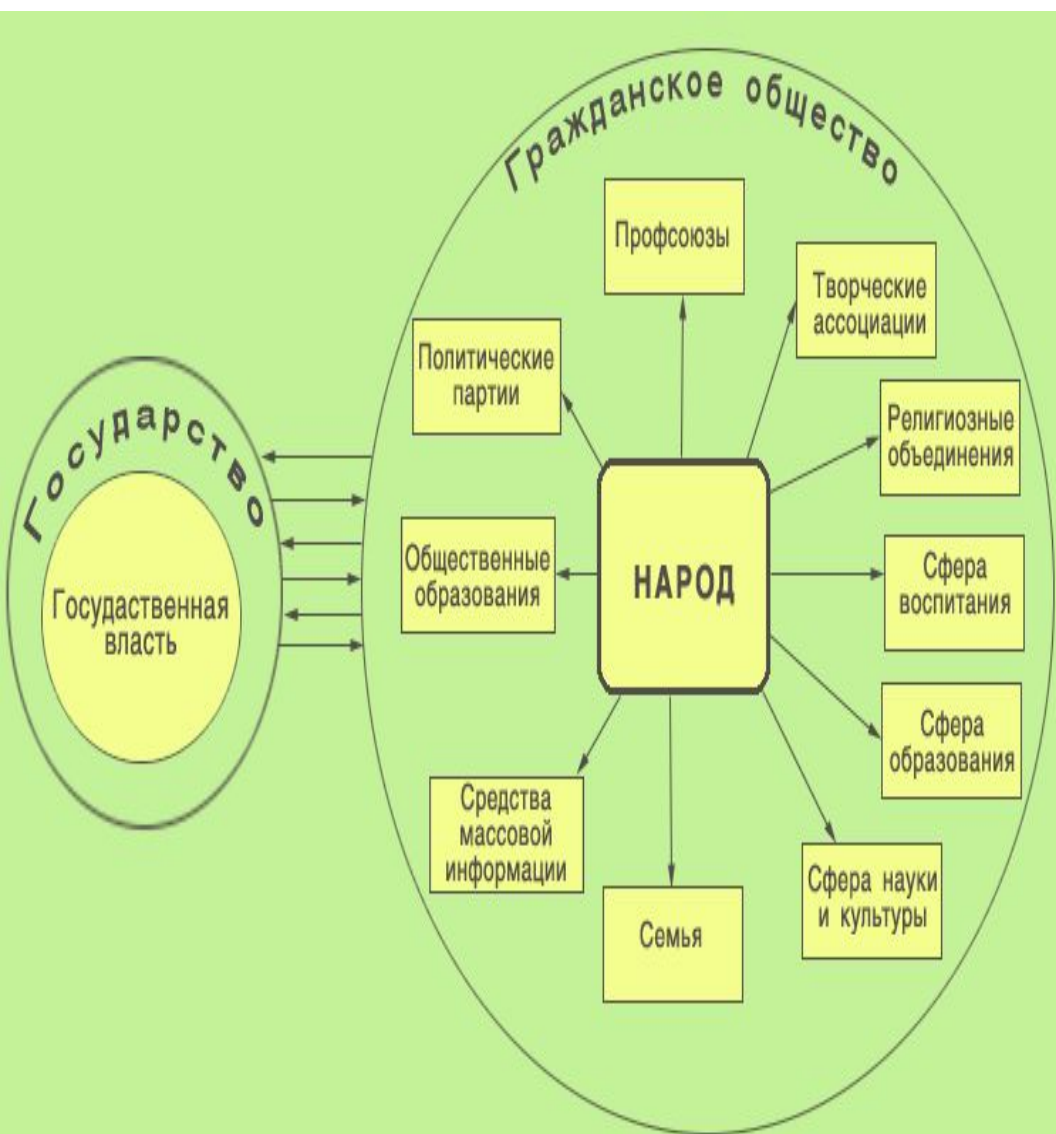 Гражданское общество
Профсоюзы
Творческие
ассоциации
Политические
партии
Религиозные
объединения
Государство
Государственная
власть
Общественные
образования
НАРОД
Сфера
воспитания
Сфера
образования
Средства
массовой
информации
Сфера науки
и культуры
Семья